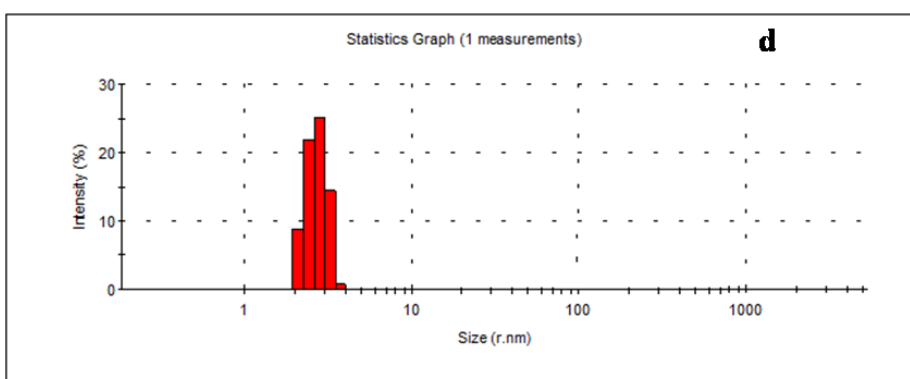 Statistics Graph (1 measurements)
d
30
20
10
0
Intensity (%)
1 10 100 1000
Size (r.nm)